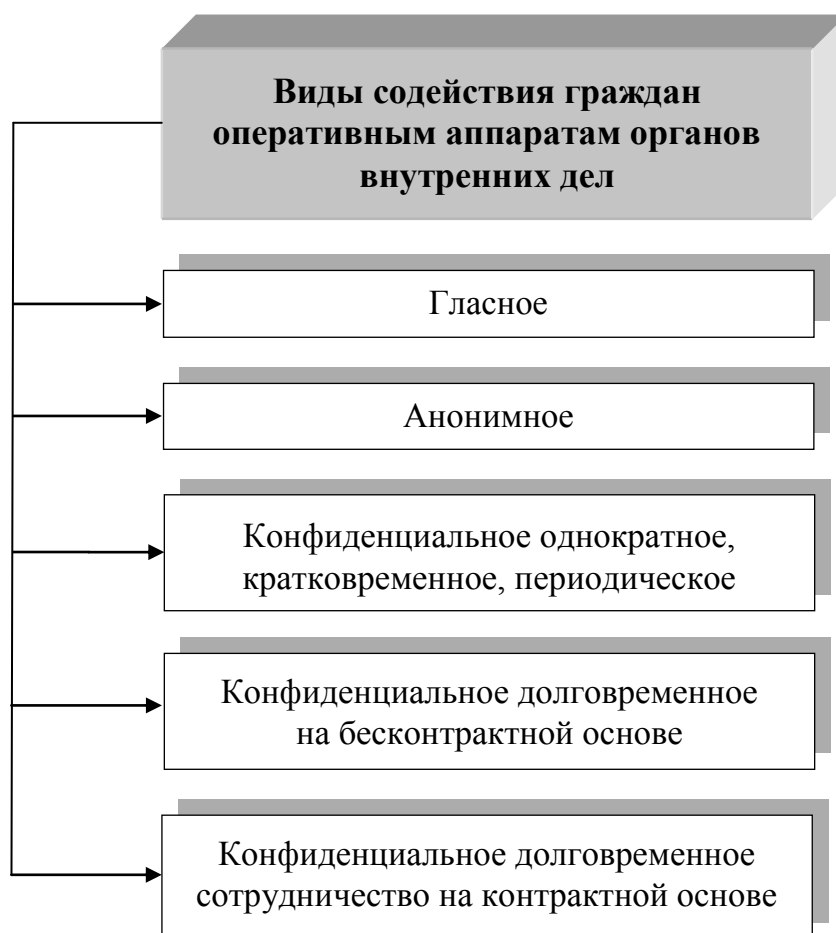 Виды содействия граждан
оперативным аппаратам органов
внутренних дел
Гласное
Анонимное
Конфиденциальное однократное,
кратковременное, периодическое
Конфиденциальное долговременное
на бесконтрактной основе
Конфиденциальное долговременное
сотрудничество на контрактной основе